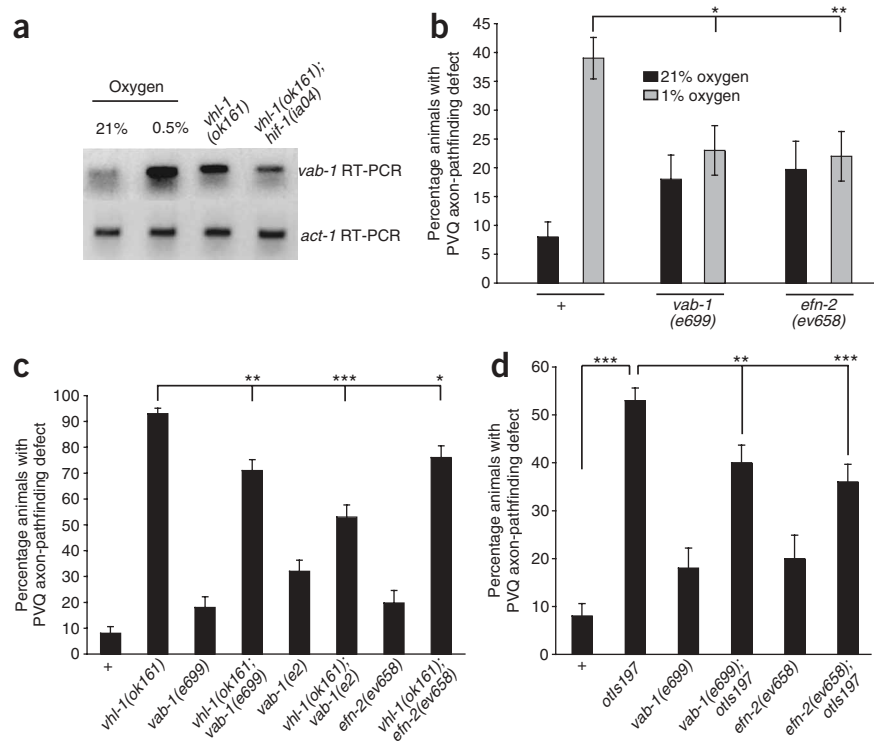 a
Oxygen
21%
0.5%
vhl-1
(ok161)
vhl-1(ok161);
hif-1(ia04)
vab-1 RT-PCR
act-1 RT-PCR
b
Percentage animals with
PVQ axon-pathfinding defect
45
40
35
30
25
20
15
10
5
0
*
**
21% oxygen
1% oxygen
+
vab-1
(e699)
efn-2
(ev658)
c
Percentage animals with
PVQ axon-pathfinding defect
100
90
80
70
60
50
40
30
20
10
**
***
*
+
vhl-1(ok161)
vab-1(e699)
vhl-1(ok161;
vab-1(e699)
vab-1(e2)
vhl-1(ok161);
vab-1(e2)
efn-2(ev658)
vhl-1(ok161);
efn-2(ev658)
d
Percentage animals with
PVQ axon-pathfinding defect
60
50
40
30
20
10
0
***
**
***
+
otIs197
vab-1(e699)
vab-1(e699);
otIs197
efn-2(ev658)
efn-2(ev658);
otIs197